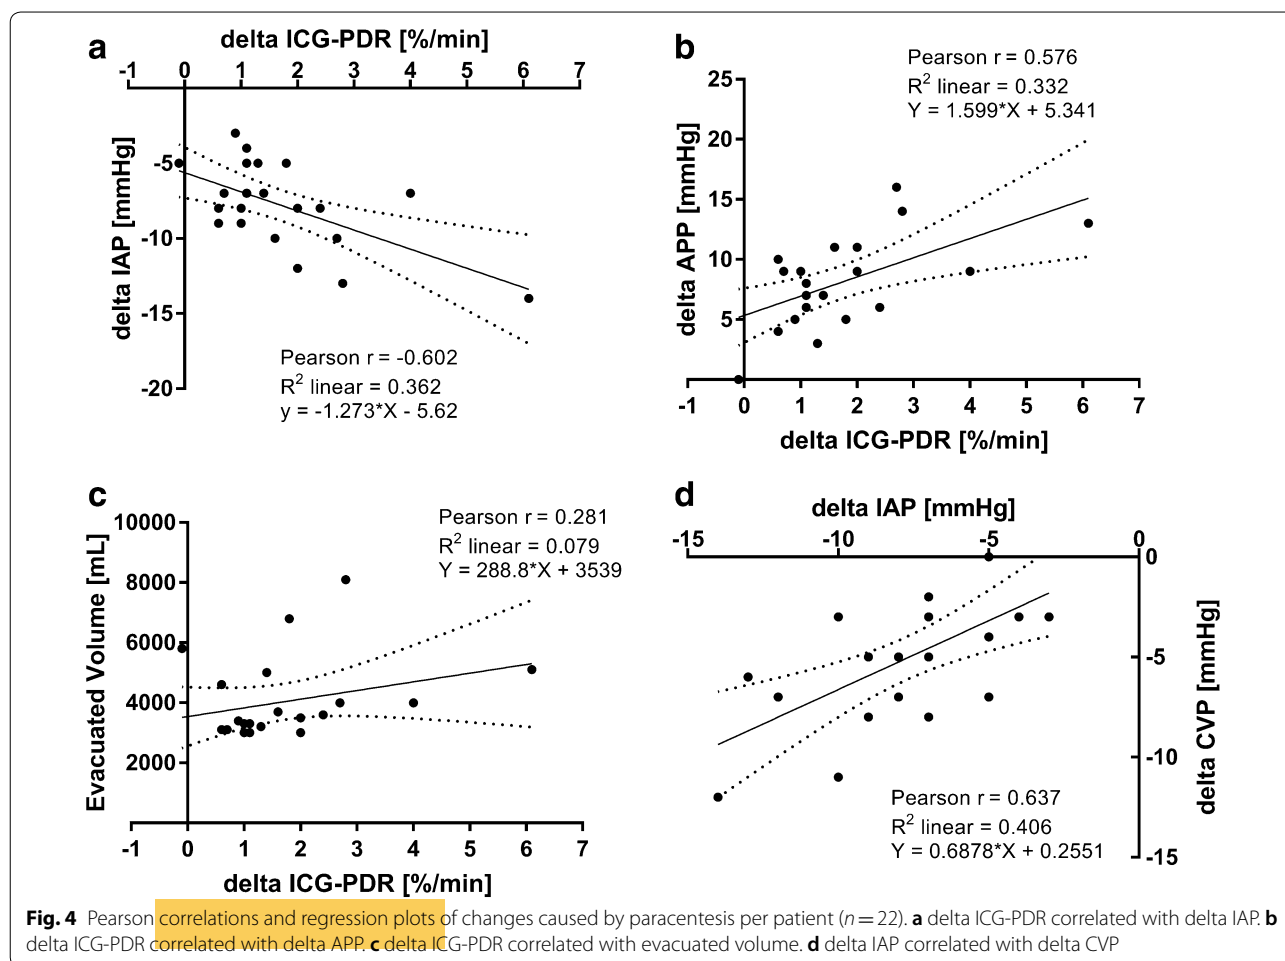 a
delta ICG-PDR [%/min]
-1 0 1 2 3 4 5 6 7
delta IAP [mmHg]
-5
-10
-15
-20
Pearson r = -0.602
R² linear = 0.362
y = -1.273*X - 5.62
b
Pearson r = 0.576
R² linear = 0.332
Y = 1.599*X + 5.341
delta APP [mmHg]
25
20
15
10
5
-1 0 1 2 3 4 5 6 7
delta ICG-PDR [%/min]
c
Pearson r = 0.281
R² linear = 0.079
Y = 288.8*X + 3539
Evacuated Volume [mL]
10000
8000
6000
4000
2000
-1 0 1 2 3 4 5 6 7
delta ICG-PDR [%/min]
d
delta IAP [mmHg]
-15 -10 -5 0
0
-5
-10
-15
delta CVP [mmHg]
Pearson r = 0.637
R² linear = 0.406
Y = 0.6878*X + 0.2551
Fig. 4 Pearson correlations and regression plots of changes caused by paracentesis per patient (n = 22). a delta ICG-PDR correlated with delta IAP. b
delta ICG-PDR correlated with delta APP. c delta ICG-PDR correlated with evacuated volume. d delta IAP correlated with delta CVP